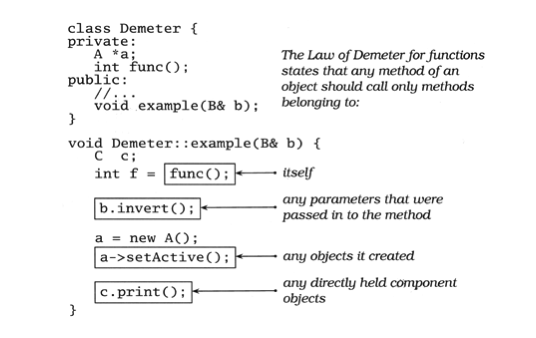 class Demeter {
private:
A *a;
int func();
public:
//...
void example(B& b);
}
The Law of Demeter for functions
states that any method of an
object should call only methods
belonging to:
void Demeter::example(B& b) {
C c;
int f = func();
itself
b.invert();
any parameters that were
passed in to the method
a = new A();
a->setActive();
any objects it created
c.print();
any directly held component
objects
}